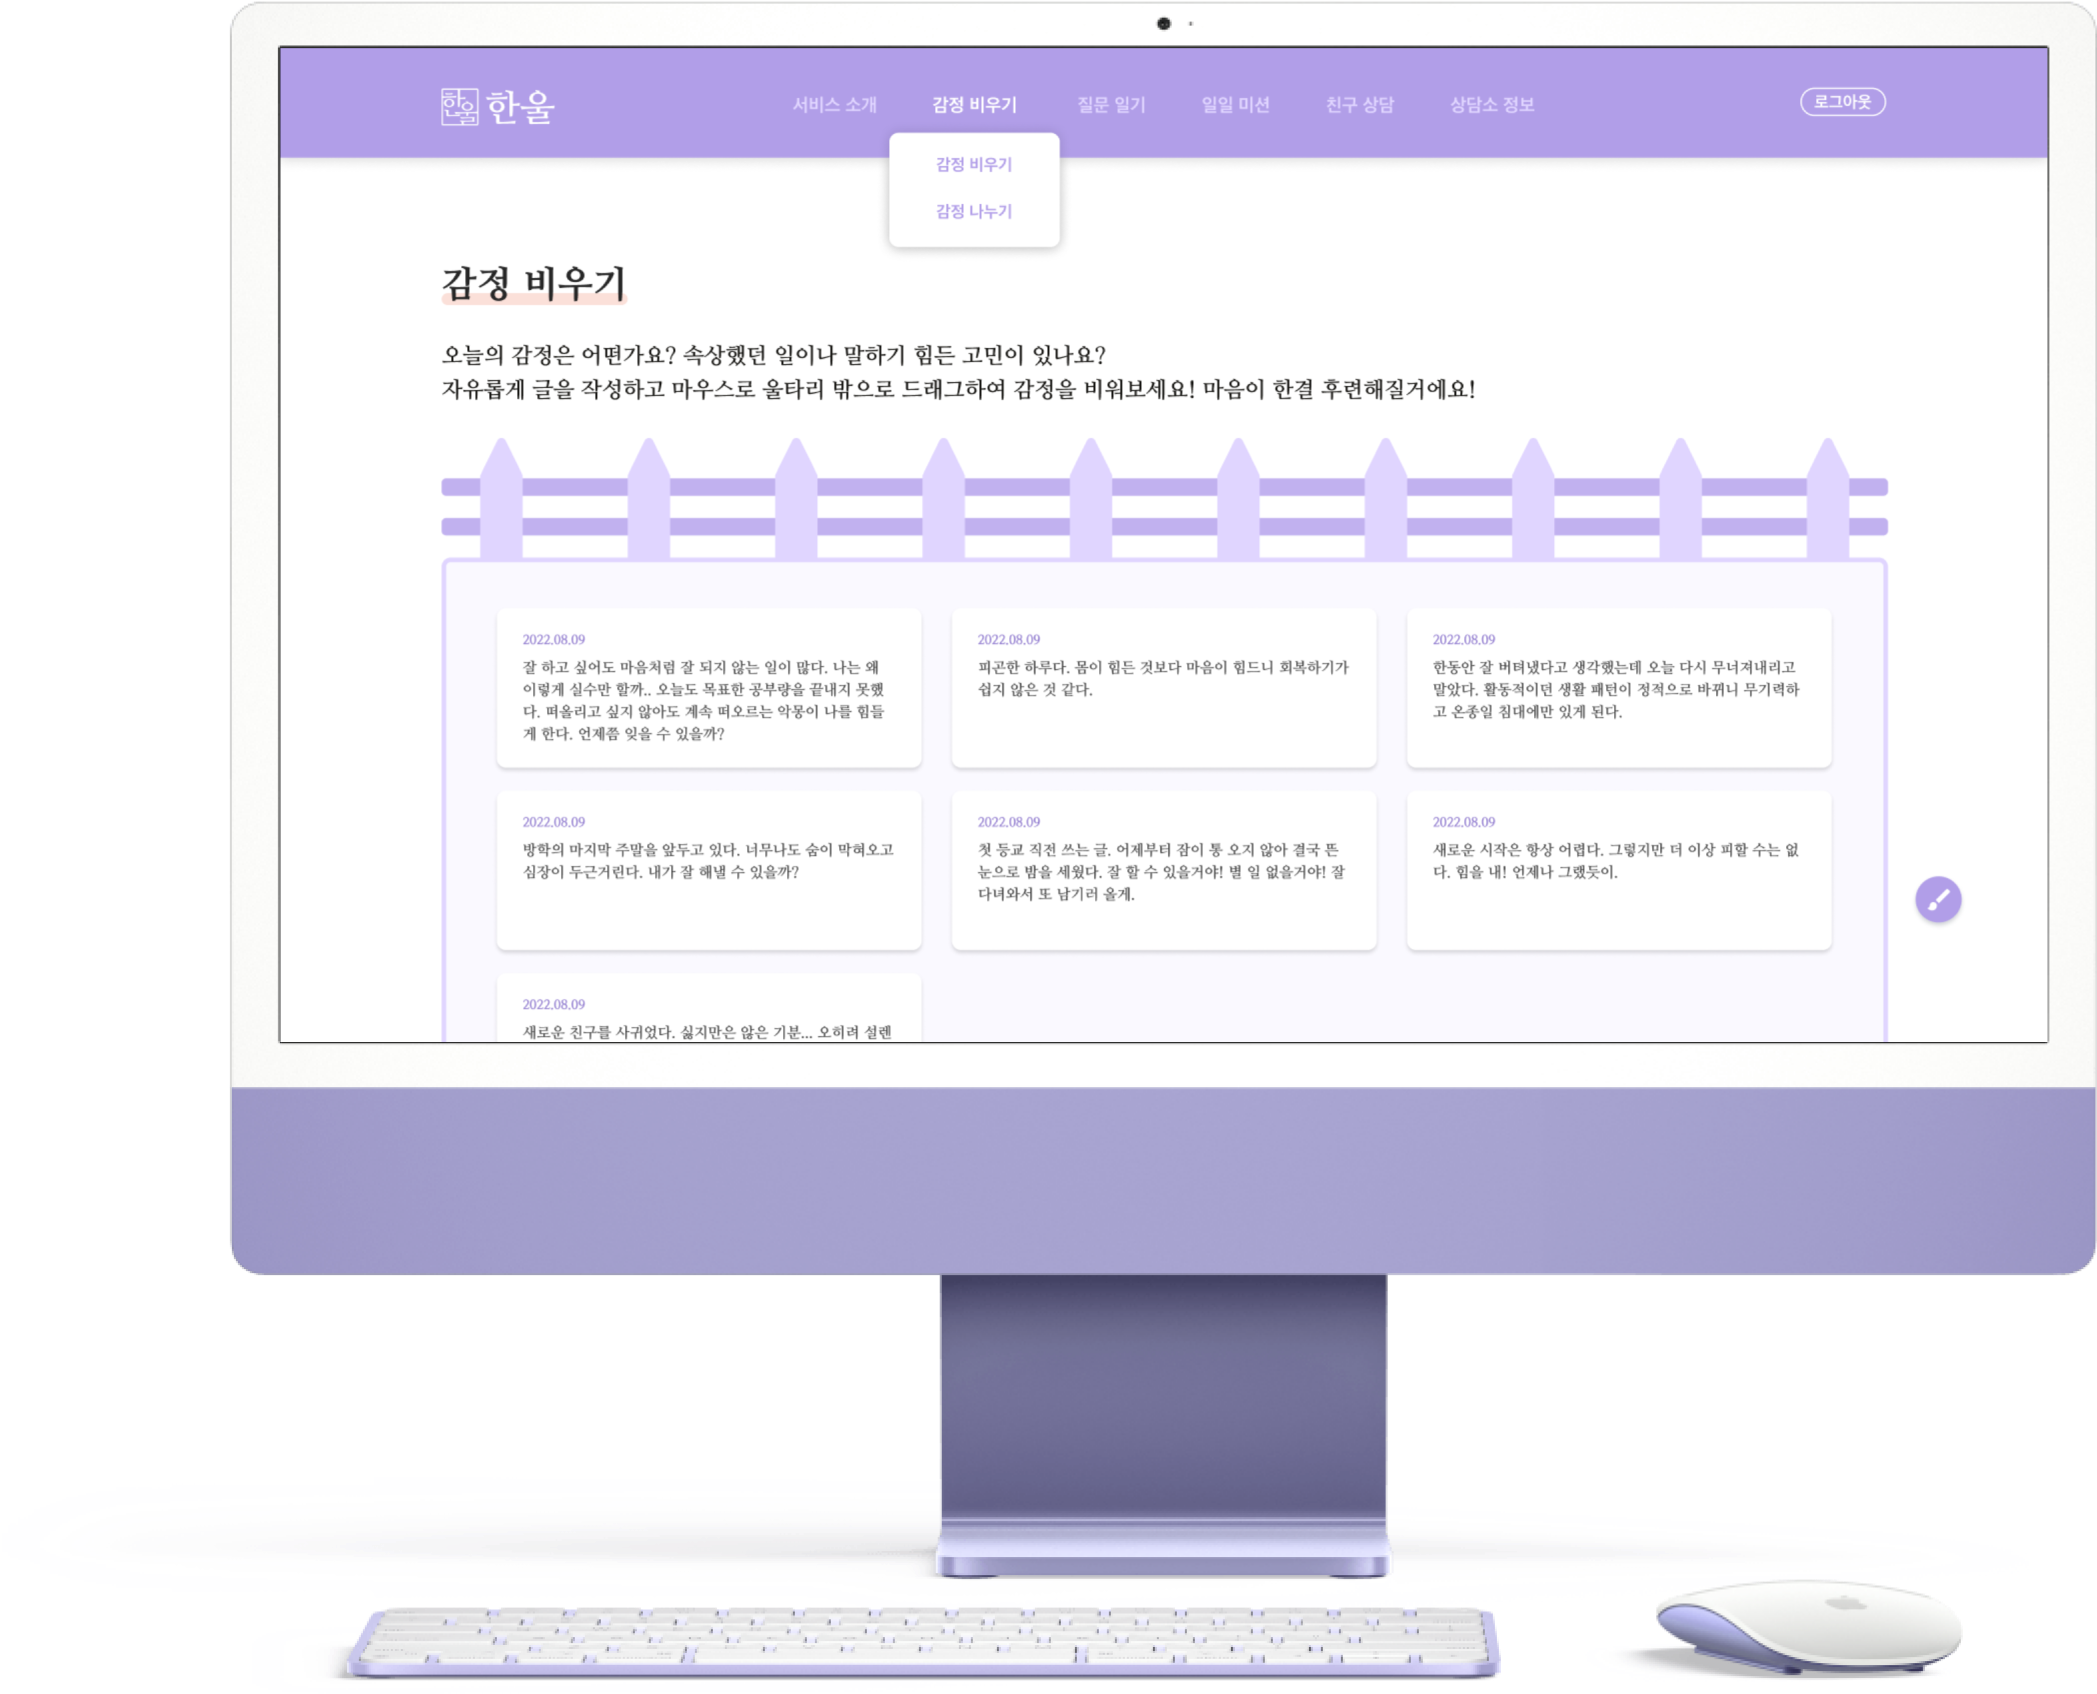 한울 한울
서비스 소개
감정 비우기
질문 일기
일일 미션
친구 상담
상담소 정보
로그아웃
감정 비우기
감정 나누기
감정 비우기
오늘의 감정은 어떤가요? 속상했던 일이나 말하기 힘든 고민이 있나요?
자유롭게 글을 작성하고 마우스로 울타리 밖으로 드래그하여 감정을 비워보세요! 마음이 한결 후련해질거에요!
2022.08.09
잘 하고 싶어도 마음처럼 잘 되지 않는 일이 많다. 나는 왜
이렇게 실수만 할까.. 오늘도 목표한 공부량을 끝내지 못했
다. 떠올리고 싶지 않아도 계속 떠오르는 악몽이 나를 힘들
게 한다. 언제쯤 잊을 수 있을까?
2022.08.09
피곤한 하루다. 몸이 힘든 것보다 마음이 힘드니 회복하기가
쉽지 않은 것 같다.
2022.08.09
한동안 잘 버텨냈다고 생각했는데 오늘 다시 무너져내리고
말았다. 활동적이던 생활 패턴이 정적으로 바뀌니 무기력하
고 온종일 침대에만 있게 된다.
2022.08.09
방학의 마지막 주말을 앞두고 있다. 너무나도 숨이 막혀오고
심장이 두근거린다. 내가 잘 해낼 수 있을까?
2022.08.09
첫 등교 직전 쓰는 글. 어제부터 잠이 통 오지 않아 결국 뜬
눈으로 밤을 세웠다. 잘 할 수 있을거야! 별 일 없을거야! 잘
다녀와서 또 남기러 올게.
2022.08.09
새로운 시작은 항상 어렵다. 그렇지만 더 이상 피할 수는 없
다. 힘을 내! 언제나 그랬듯이.
2022.08.09
새로운 친구를 사귀었다. 싫지만은 않은 기분... 오히려 설렌